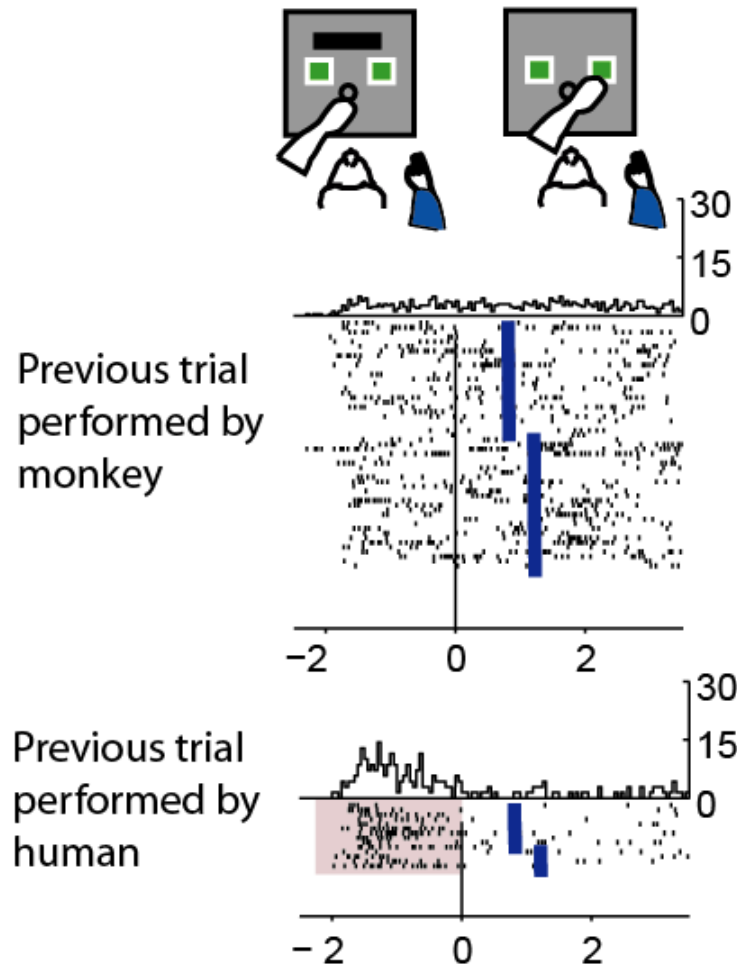 30
15
0
Previous trial
performed by
monkey
−2 0 2
30
15
0
Previous trial
performed by
human
− 2 0 2